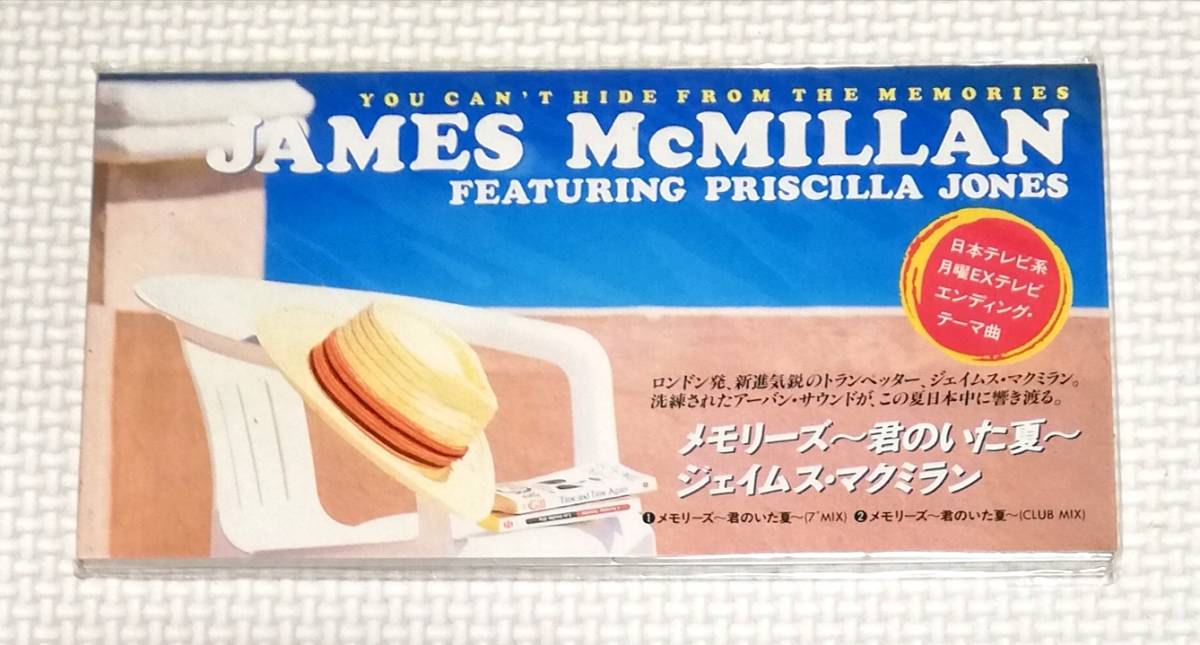 YOU CAN'T HIDE FROM THE MEMORIES
JAMES McMILLAN
FEATURING PRISCILLA JONES
日本テレビ系
月曜EXテレビ
エンディング・
テーマ曲
ロンドン発、新進気鋭のトランペッター、ジェイムス・マクミラン。
洗練されたアーバン・サウンドが、この夏日本中に響き渡る。
メモリーズ〜君のいた夏〜
ジェイムス・マクミラン
❶メモリーズ〜君のいた夏〜(7"MIX) ❷メモリーズ〜君のいた夏〜(CLUB MIX)
Gill
Time and Time Again